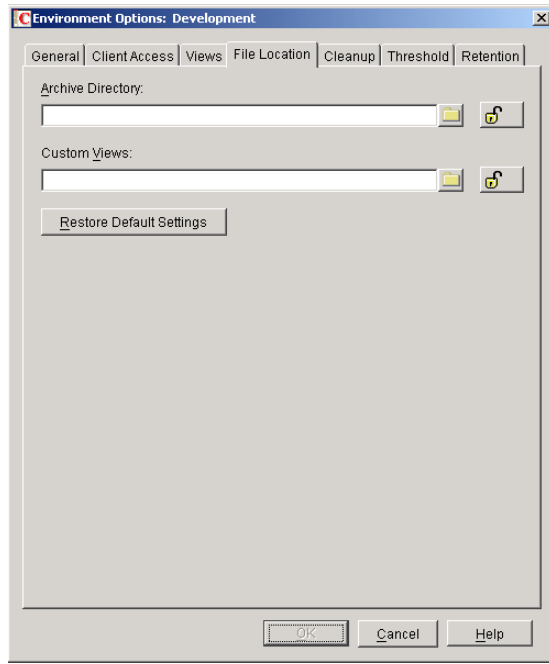 C Environment Options: Development
General Client Access Views File Location Cleanup Threshold Retention
Archive Directory:
Custom Views:
Restore Default Settings
OK Cancel Help